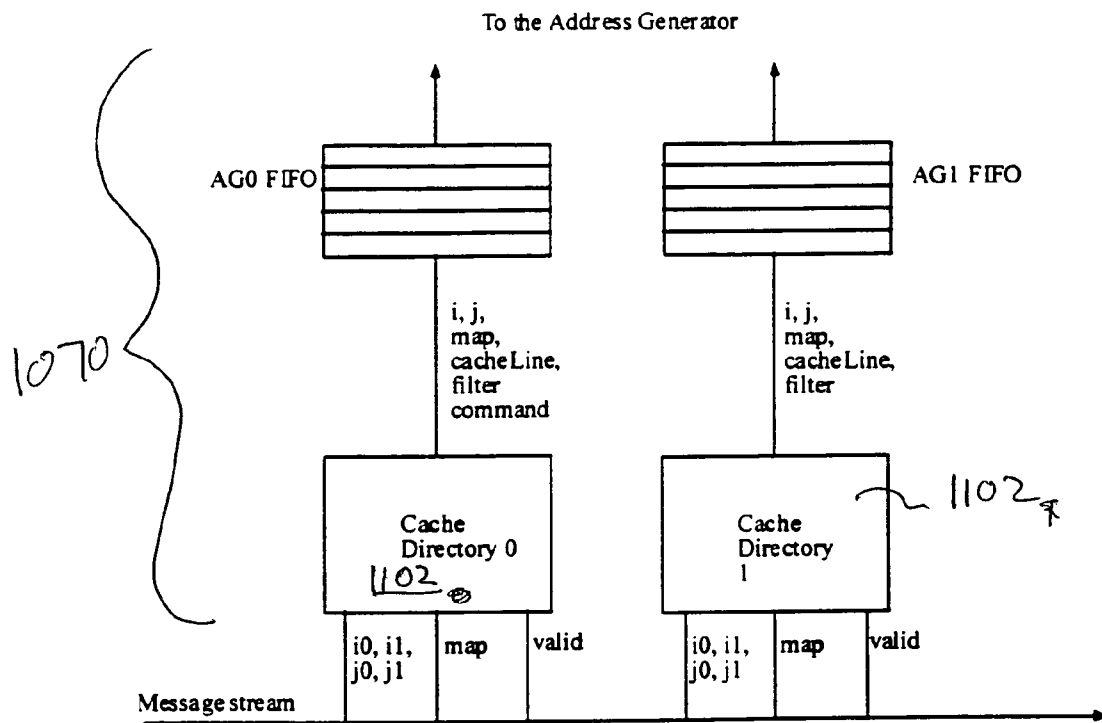 To the Address Generator
AG0 FIFO
AG1 FIFO
i, j,
map,
cacheLine,
filter
command
i, j,
map,
cacheLine,
filter
1070
Cache
Directory 0
1102
Cache
Directory
1
1102
i0, i1,
j0, j1
map
valid
i0, i1,
j0, j1
map
valid
Message stream